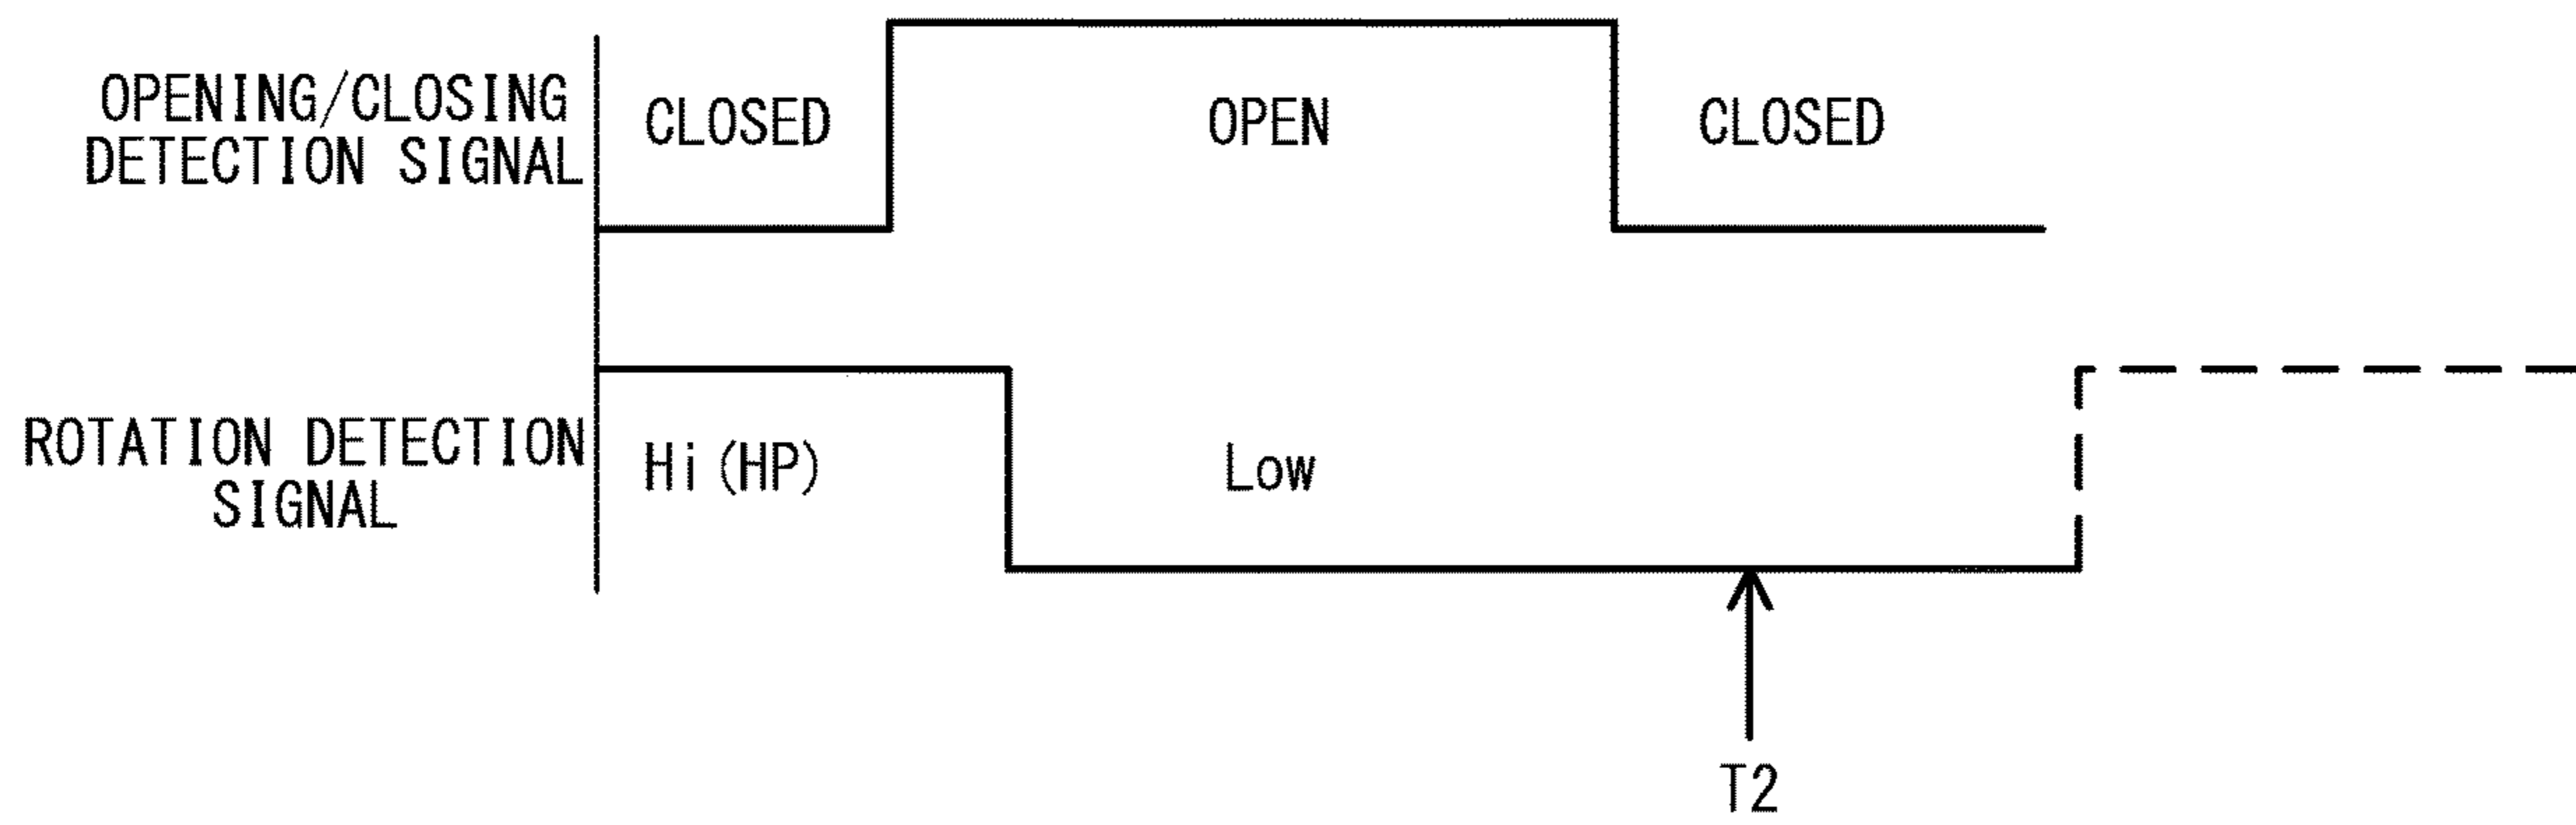 OPENING/CLOSING
DETECTION SIGNAL
CLOSED
OPEN
CLOSED
ROTATION DETECTION
SIGNAL
Hi (HP)
Low
T2